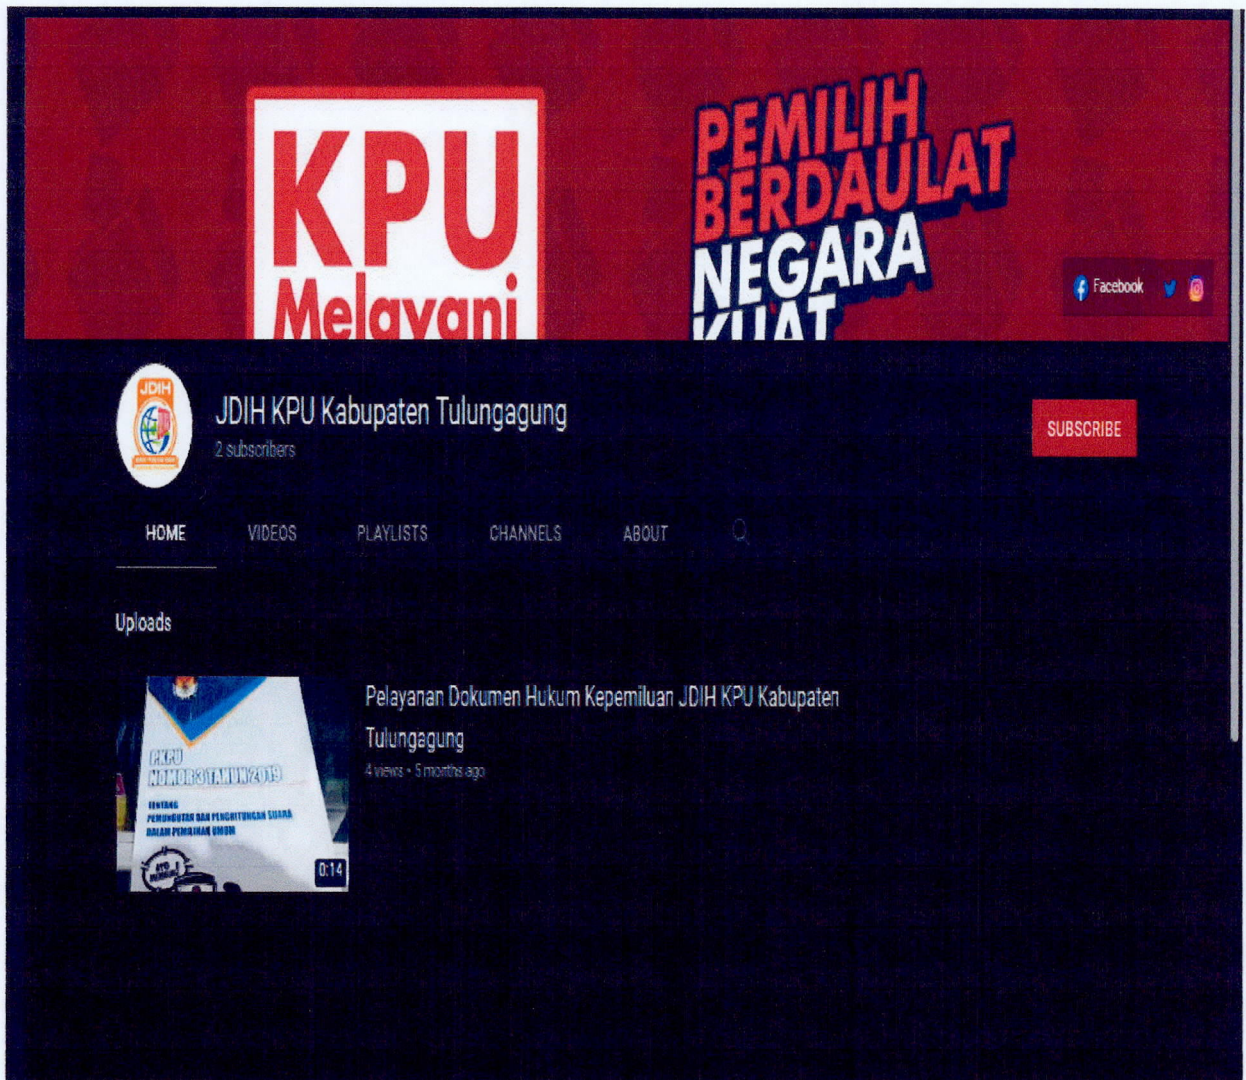 KPU
Melayani
PEMILIH
BERDAULAT
NEGARA
KUAT
Facebook
JDIH
JDIH KPU Kabupaten Tulungagung
2 subscribers
SUBSCRIBE
HOME VIDEOS PLAYLISTS CHANNELS ABOUT
Uploads
Pelayanan Dokumen Hukum Kepemiluan JDIH KPU Kabupaten
Tulungagung
4 views • 5 months ago
PKPU
NOMOR 3 TAHUN 2019
TENTANG
PEMUNGUTAN DAN PENGHITUNGAN SUARA
DALAM PEMILIHAN UMUM
0:14